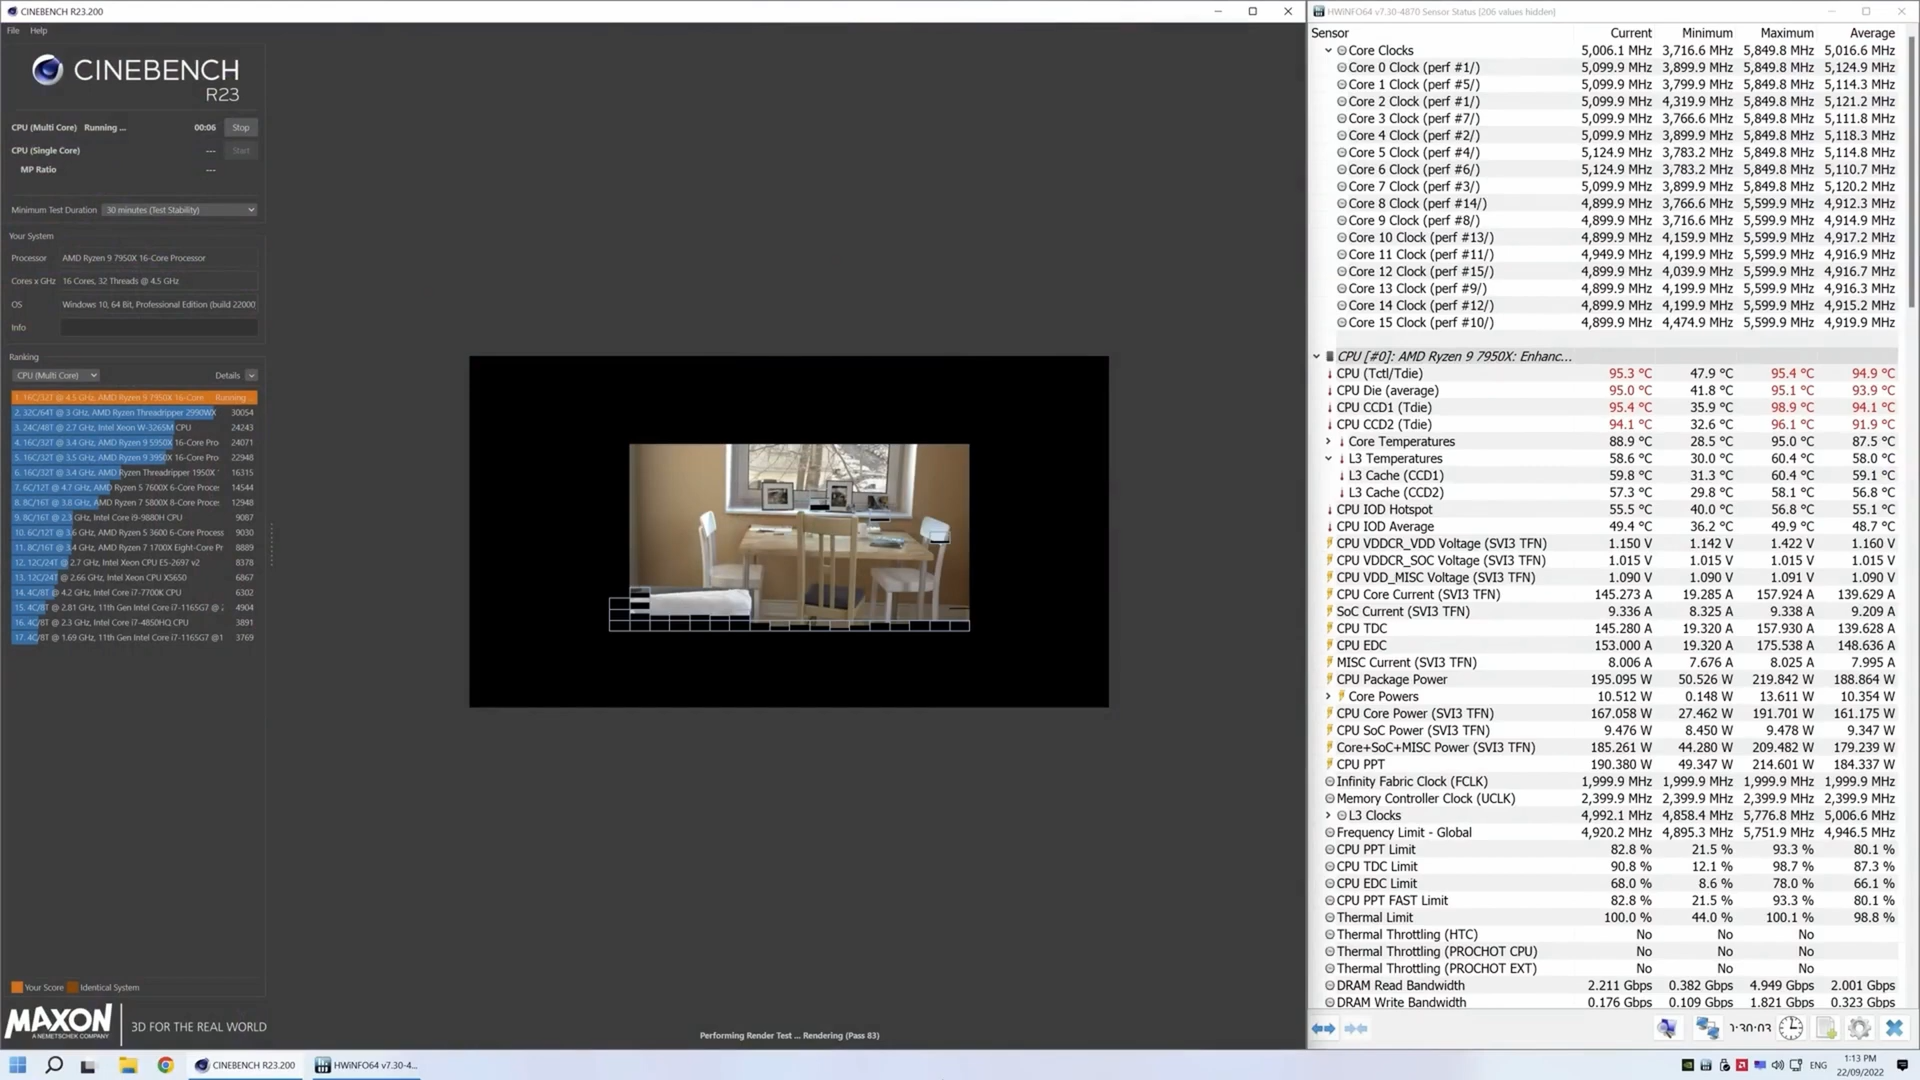 CINEBENCH R23.200
File Help
CINEBENCH
R23
CPU (Multi Core) Running ... 00:06 Stop
CPU (Single Core) --- Start
MP Ratio ---
Minimum Test Duration 30 minutes (Test Stability)
Your System
Processor AMD Ryzen 9 7950X 16-Core Processor
Cores x GHz 16 Cores, 32 Threads @ 4.5 GHz
OS Windows 10, 64 Bit, Professional Edition (build 22000)
Info
Ranking
CPU (Multi Core) Details
1. 16C/32T @ 4.5 GHz, AMD Ryzen 9 7950X 16-Core Running...
2. 32C/64T @ 3 GHz, AMD Ryzen Threadripper 2990WX 30054
3. 24C/48T @ 2.7 GHz, Intel Xeon W-3265M CPU 24243
4. 16C/32T @ 3.4 GHz, AMD Ryzen 9 5950X 16-Core Pro 24071
5. 16C/32T @ 3.5 GHz, AMD Ryzen 9 3950X 16-Core Pro 22948
6. 16C/32T @ 3.4 GHz, AMD Ryzen Threadripper 1950X 16315
7. 6C/12T @ 4.7 GHz, AMD Ryzen 5 7600X 6-Core Proce: 14544
8. 8C/16T @ 3.8 GHz, AMD Ryzen 7 5800X 8-Core Proce: 12948
9. 8C/16T @ 2.3 GHz, Intel Core i9-9880H CPU 9087
10. 6C/12T @ 3.6 GHz, AMD Ryzen 5 3600 6-Core Process 9030
11. 8C/16T @ 3.4 GHz, AMD Ryzen 7 1700X Eight-Core Pr 8889
12. 12C/24T @ 2.7 GHz, Intel Xeon CPU E5-2697 v2 8378
13. 12C/24T @ 2.66 GHz, Intel Xeon CPU X5650 6867
14. 4C/8T @ 4.2 GHz, Intel Core i7-7700K CPU 6302
15. 4C/8T @ 2.81 GHz, 11th Gen Intel Core i7-1165G7 @ 4904
16. 4C/8T @ 2.3 GHz, Intel Core i7-4850HQ CPU 3891
17. 4C/8T @ 1.69 GHz, 11th Gen Intel Core i7-1165G7 @1 3769
Your Score Identical System
MAXON
A NEMETSCHEK COMPANY
3D FOR THE REAL WORLD
Performing Render Test ... Rendering (Pass 83)
HWiNFO64 v7.30-4870 Sensor Status (206 values hidden)
Sensor Current Minimum Maximum Average
Core Clocks 5,006.1 MHz 3,716.6 MHz 5,849.8 MHz 5,016.6 MHz
Core 0 Clock (perf #1/) 5,099.9 MHz 3,899.9 MHz 5,849.8 MHz 5,124.9 MHz
Core 1 Clock (perf #5/) 5,099.9 MHz 3,799.9 MHz 5,849.8 MHz 5,114.3 MHz
Core 2 Clock (perf #1/) 5,099.9 MHz 4,319.9 MHz 5,849.8 MHz 5,121.2 MHz
Core 3 Clock (perf #7/) 5,099.9 MHz 3,766.6 MHz 5,849.8 MHz 5,111.8 MHz
Core 4 Clock (perf #2/) 5,099.9 MHz 3,899.9 MHz 5,849.8 MHz 5,118.3 MHz
Core 5 Clock (perf #4/) 5,124.9 MHz 3,783.2 MHz 5,849.8 MHz 5,114.8 MHz
Core 6 Clock (perf #6/) 5,124.9 MHz 3,783.2 MHz 5,849.8 MHz 5,110.7 MHz
Core 7 Clock (perf #3/) 5,099.9 MHz 3,899.9 MHz 5,849.8 MHz 5,120.2 MHz
Core 8 Clock (perf #14/) 4,899.9 MHz 3,766.6 MHz 5,599.9 MHz 4,912.3 MHz
Core 9 Clock (perf #8/) 4,899.9 MHz 3,716.6 MHz 5,599.9 MHz 4,914.9 MHz
Core 10 Clock (perf #13/) 4,899.9 MHz 4,159.9 MHz 5,599.9 MHz 4,917.2 MHz
Core 11 Clock (perf #11/) 4,949.9 MHz 4,199.9 MHz 5,599.9 MHz 4,916.9 MHz
Core 12 Clock (perf #15/) 4,899.9 MHz 4,039.9 MHz 5,599.9 MHz 4,916.7 MHz
Core 13 Clock (perf #9/) 4,899.9 MHz 4,199.9 MHz 5,599.9 MHz 4,916.3 MHz
Core 14 Clock (perf #12/) 4,899.9 MHz 4,199.9 MHz 5,599.9 MHz 4,915.2 MHz
Core 15 Clock (perf #10/) 4,899.9 MHz 4,474.9 MHz 5,599.9 MHz 4,919.9 MHz
CPU [#0]: AMD Ryzen 9 7950X: Enhanc...
CPU (Tctl/Tdie) 95.3 °C 47.9 °C 95.4 °C 94.9 °C
CPU Die (average) 95.0 °C 41.8 °C 95.1 °C 93.9 °C
CPU CCD1 (Tdie) 95.4 °C 35.9 °C 98.9 °C 94.1 °C
CPU CCD2 (Tdie) 94.1 °C 32.6 °C 96.1 °C 91.9 °C
Core Temperatures 88.9 °C 28.5 °C 95.0 °C 87.5 °C
L3 Temperatures 58.6 °C 30.0 °C 60.4 °C 58.0 °C
L3 Cache (CCD1) 59.8 °C 31.3 °C 60.4 °C 59.1 °C
L3 Cache (CCD2) 57.3 °C 29.8 °C 58.1 °C 56.8 °C
CPU IOD Hotspot 55.5 °C 40.0 °C 56.8 °C 55.1 °C
CPU IOD Average 49.4 °C 36.2 °C 49.9 °C 48.7 °C
CPU VDDCR_VDD Voltage (SVI3 TFN) 1.150 V 1.142 V 1.422 V 1.160 V
CPU VDDCR_SOC Voltage (SVI3 TFN) 1.015 V 1.015 V 1.015 V 1.015 V
CPU VDD_MISC Voltage (SVI3 TFN) 1.090 V 1.090 V 1.091 V 1.090 V
CPU Core Current (SVI3 TFN) 145.273 A 19.285 A 157.924 A 139.629 A
SoC Current (SVI3 TFN) 9.336 A 8.325 A 9.338 A 9.209 A
CPU TDC 145.280 A 19.320 A 157.930 A 139.628 A
CPU EDC 153.000 A 19.320 A 175.538 A 148.636 A
MISC Current (SVI3 TFN) 8.006 A 7.676 A 8.025 A 7.995 A
CPU Package Power 195.095 W 50.526 W 219.842 W 188.864 W
Core Powers 10.512 W 0.148 W 13.611 W 10.354 W
CPU Core Power (SVI3 TFN) 167.058 W 27.462 W 191.701 W 161.175 W
CPU SoC Power (SVI3 TFN) 9.476 W 8.450 W 9.478 W 9.347 W
Core+SoC+MISC Power (SVI3 TFN) 185.261 W 44.280 W 209.482 W 179.239 W
CPU PPT 190.380 W 49.347 W 214.601 W 184.337 W
Infinity Fabric Clock (FCLK) 1,999.9 MHz 1,999.9 MHz 1,999.9 MHz 1,999.9 MHz
Memory Controller Clock (UCLK) 2,399.9 MHz 2,399.9 MHz 2,399.9 MHz 2,399.9 MHz
L3 Clocks 4,992.1 MHz 4,858.4 MHz 5,776.8 MHz 5,006.6 MHz
Frequency Limit - Global 4,920.2 MHz 4,895.3 MHz 5,751.9 MHz 4,946.5 MHz
CPU PPT Limit 82.8 % 21.5 % 93.3 % 80.1 %
CPU TDC Limit 90.8 % 12.1 % 98.7 % 87.3 %
CPU EDC Limit 68.0 % 8.6 % 78.0 % 66.1 %
CPU PPT FAST Limit 82.8 % 21.5 % 93.3 % 80.1 %
Thermal Limit 100.0 % 44.0 % 100.1 % 98.8 %
Thermal Throttling (HTC) No No No
Thermal Throttling (PROCHOT CPU) No No No
Thermal Throttling (PROCHOT EXT) No No No
DRAM Read Bandwidth 2.211 Gbps 0.382 Gbps 4.949 Gbps 2.001 Gbps
DRAM Write Bandwidth 0.176 Gbps 0.109 Gbps 1.821 Gbps 0.323 Gbps
CINEBENCH R23.200
HWiNFO64 v7.30-4...
ENG
1:13 PM
22/09/2022